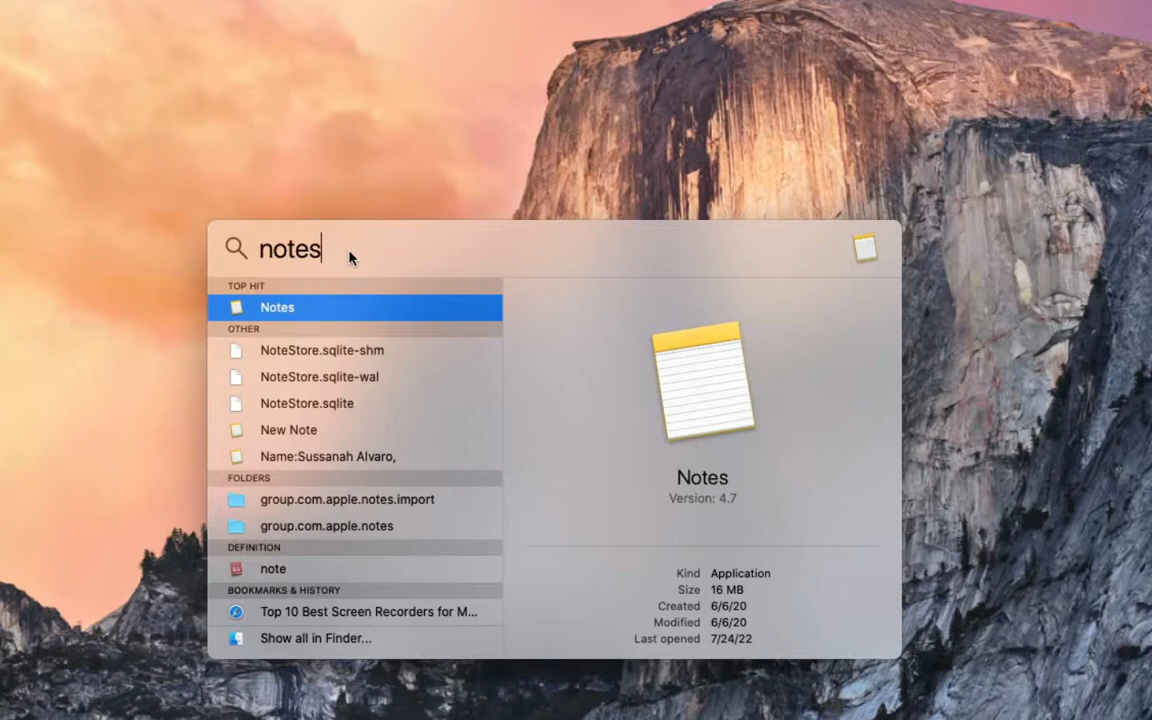 notes
TOP HIT
Notes
OTHER
NoteStore.sqlite-shm
NoteStore.sqlite-wal
NoteStore.sqlite
New Note
Name:Sussanah Alvaro,
FOLDERS
group.com.apple.notes.import
group.com.apple.notes
DEFINITION
note
BOOKMARKS & HISTORY
Top 10 Best Screen Recorders for M...
Show all in Finder...
Notes
Version: 4.7
Kind Application
Size 16 MB
Created 6/6/20
Modified 6/6/20
Last opened 7/24/22